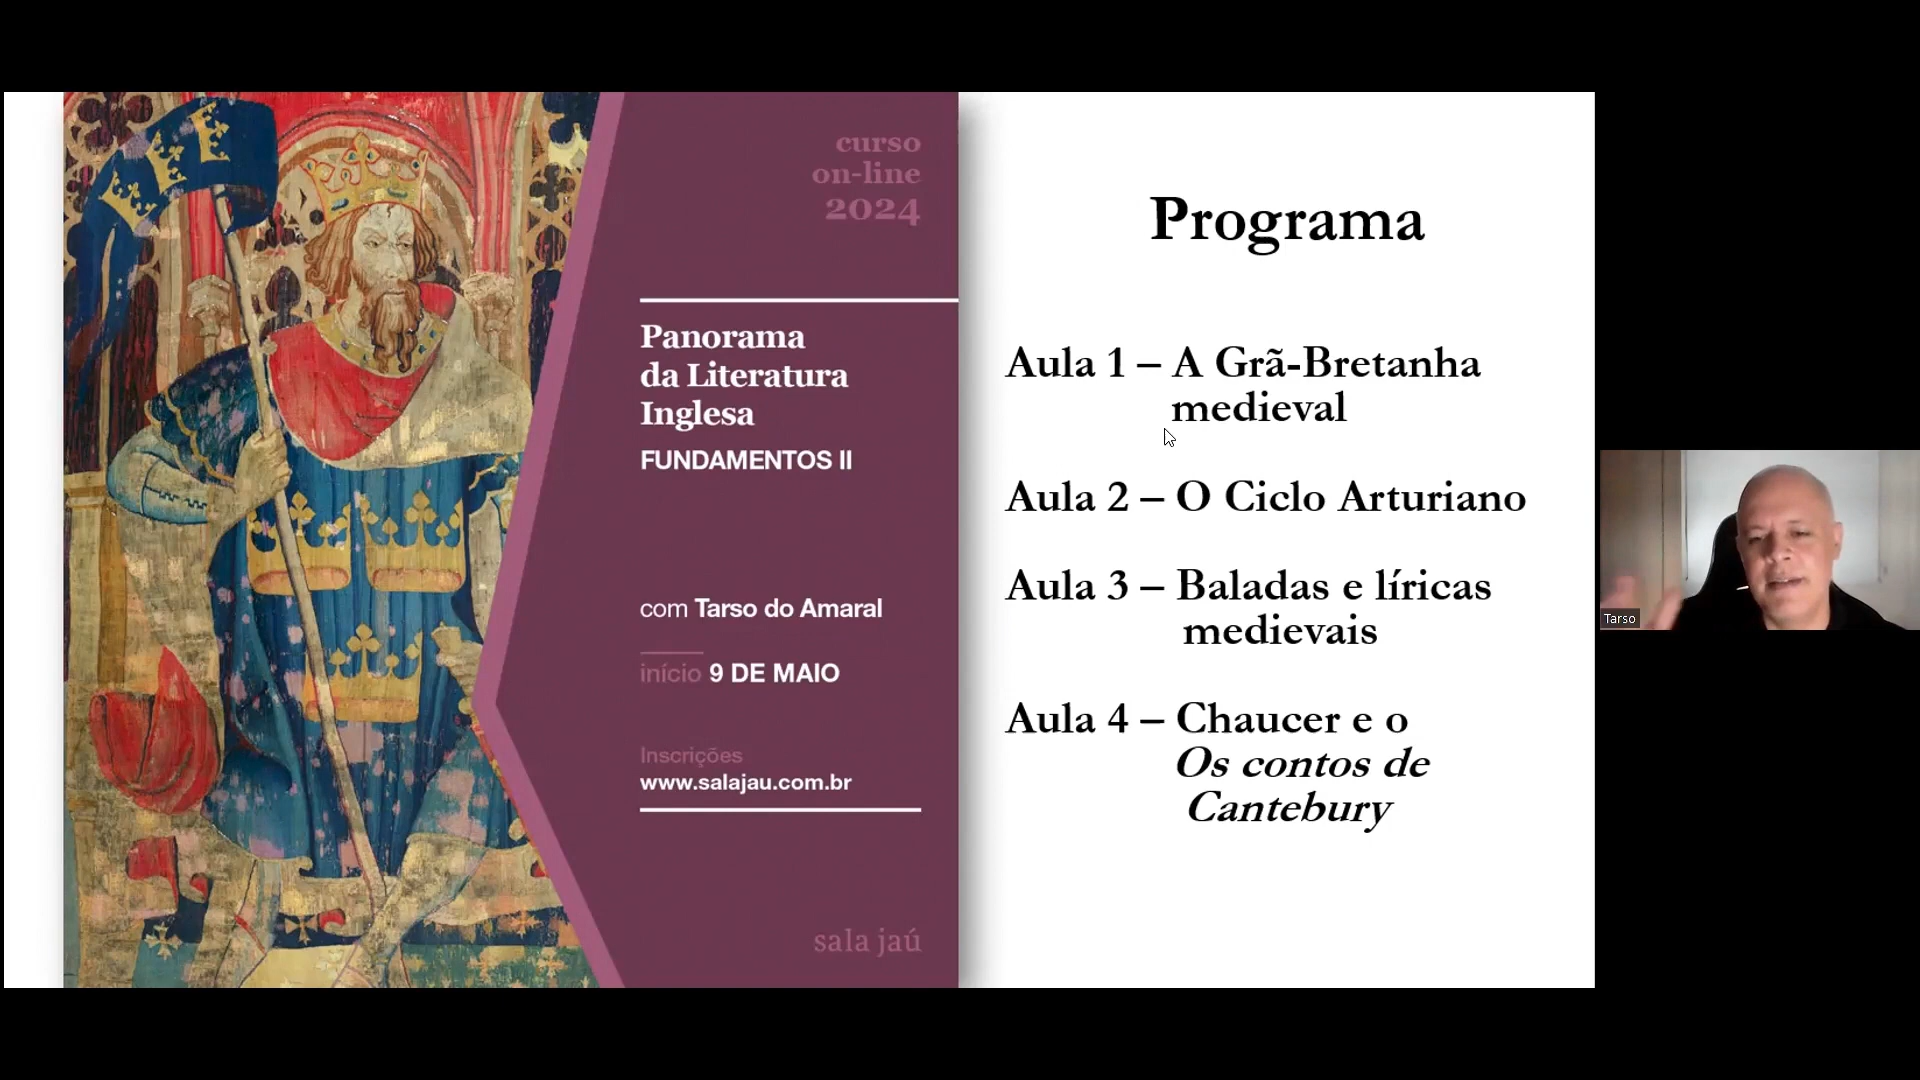 curso
on-line
2024
Panorama
da Literatura
Inglesa
FUNDAMENTOS II
com Tarso do Amaral
início 9 DE MAIO
Inscrições
www.salajau.com.br
sala jaú
Programa
Aula 1 – A Grã-Bretanha
medieval
Aula 2 – O Ciclo Arturiano
Aula 3 – Baladas e líricas
medievais
Aula 4 – Chaucer e o
Os contos de
Cantebury
Tarso